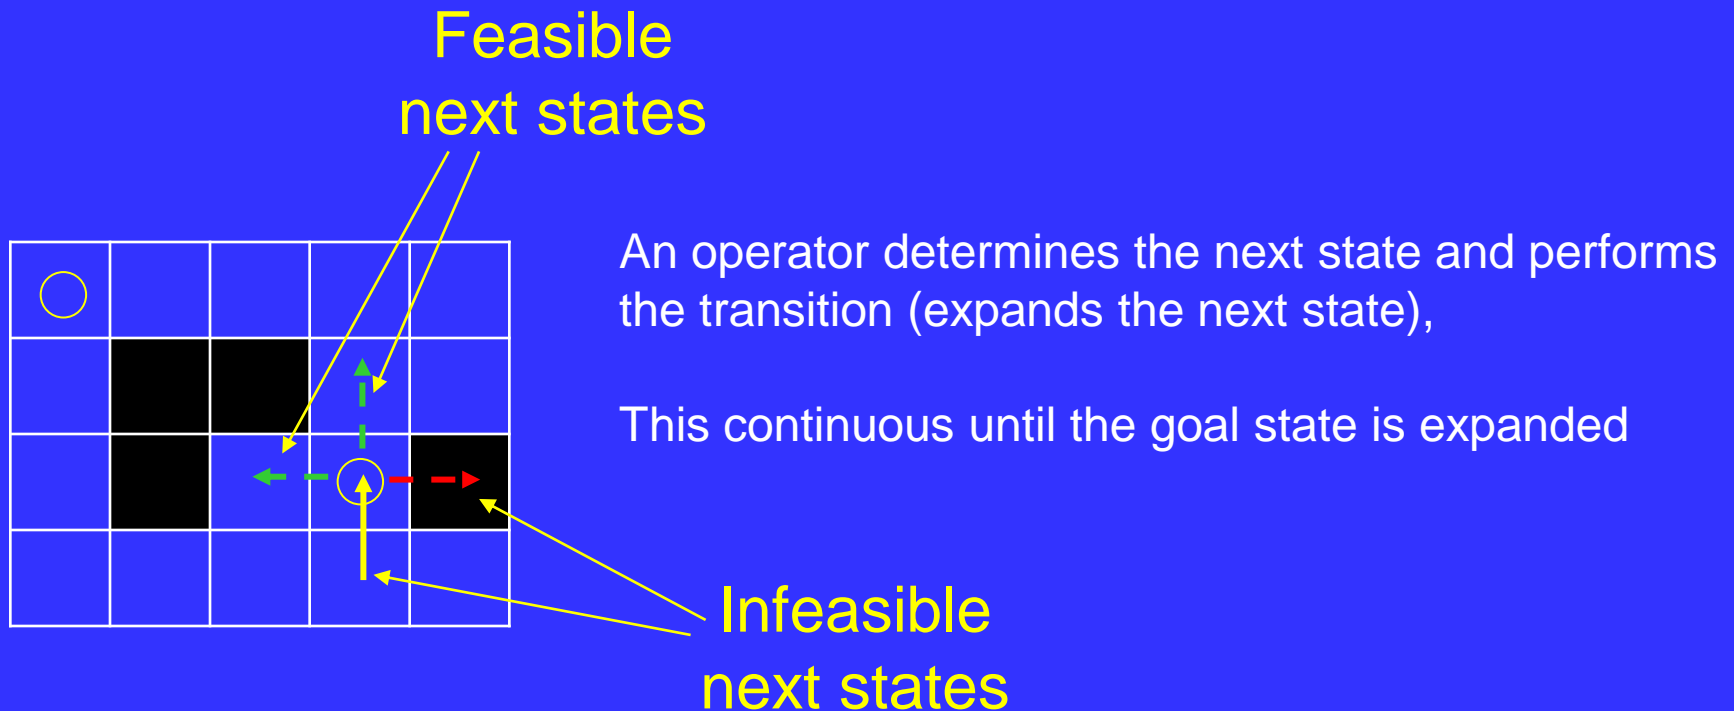 Feasible
next states
An operator determines the next state and performs
the transition (expands the next state),
This continuous until the goal state is expanded
Infeasible
next states